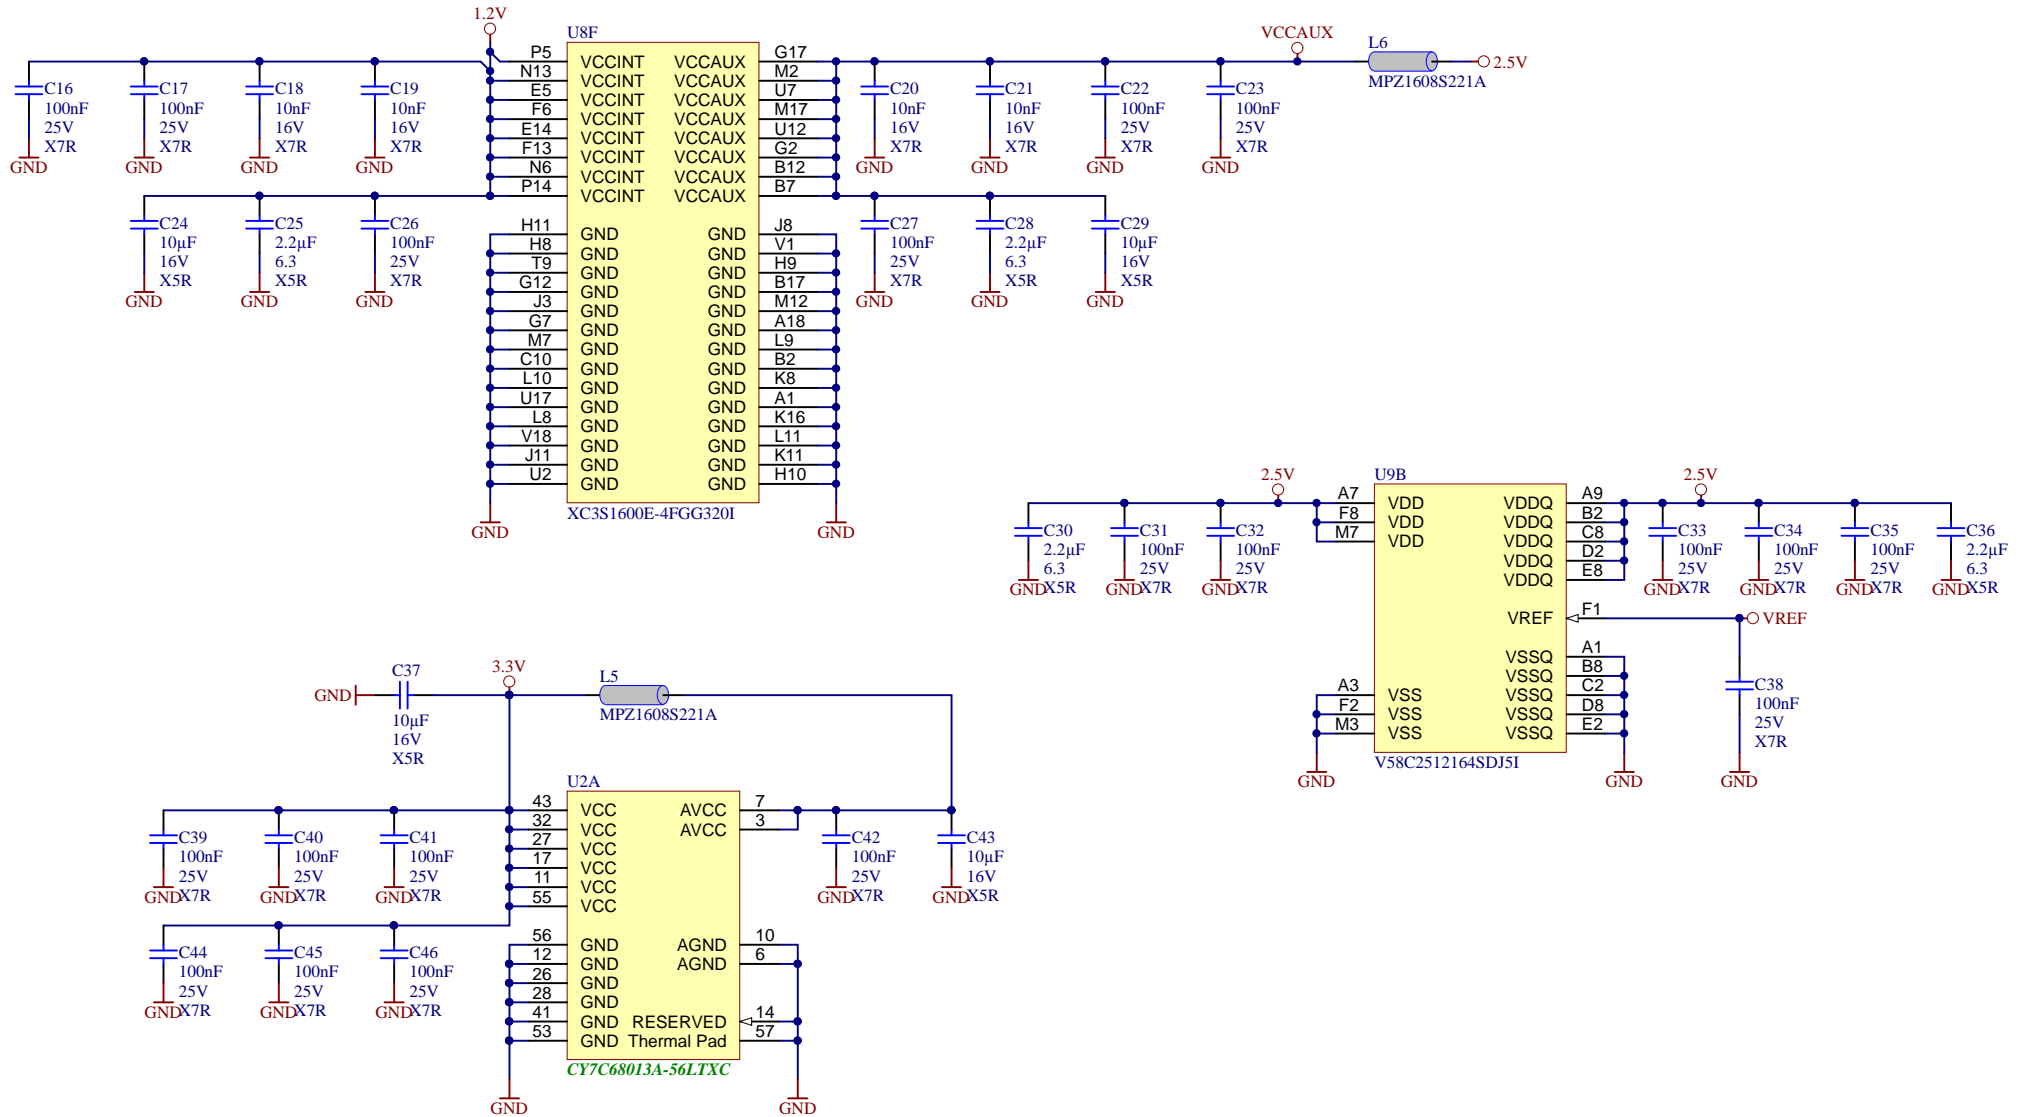 1.2V
U8F
P5 VCCINT VCCAUX G17
N13 VCCINT VCCAUX M2
E5 VCCINT VCCAUX U7
F6 VCCINT VCCAUX M17
E14 VCCINT VCCAUX U12
F13 VCCINT VCCAUX G2
N6 VCCINT VCCAUX B12
P14 VCCINT VCCAUX B7
H11 GND GND J8
H8 GND GND V1
T9 GND GND H9
G12 GND GND B17
J3 GND GND M12
G7 GND GND A18
M7 GND GND L9
C10 GND GND B2
L10 GND GND K8
U17 GND GND A1
L8 GND GND K16
V18 GND GND L11
J11 GND GND K11
U2 GND GND H10
XC3S1600E-4FGG320I
GND
GND
C16
100nF
25V
X7R
GND
C17
100nF
25V
X7R
GND
C18
10nF
16V
X7R
GND
C19
10nF
16V
X7R
GND
C24
10µF
16V
X5R
GND
C25
2.2µF
6.3
X5R
GND
C26
100nF
25V
X7R
GND
VCCAUX
L6
MPZ1608S221A
2.5V
C20
10nF
16V
X7R
GND
C21
10nF
16V
X7R
GND
C22
100nF
25V
X7R
GND
C23
100nF
25V
X7R
GND
C27
100nF
25V
X7R
GND
C28
2.2µF
6.3
X5R
GND
C29
10µF
16V
X5R
GND
2.5V
U9B
2.5V
A7 VDD VDDQ A9
F8 VDD VDDQ B2
M7 VDD VDDQ C8
VDDQ D2
VDDQ E8
VREF F1
VREF
VSSQ A1
VSSQ B8
A3 VSS VSSQ C2
F2 VSS VSSQ D8
M3 VSS VSSQ E2
V58C2512164SDJ5I
GND
GND
C30
2.2µF
6.3
GND X5R
C31
100nF
25V
GND X7R
C32
100nF
25V
GND X7R
C33
100nF
25V
GND X7R
C34
100nF
25V
GND X7R
C35
100nF
25V
GND X7R
C36
2.2µF
6.3
GND X5R
C38
100nF
25V
X7R
GND
3.3V
GND
C37
10µF
16V
X5R
L5
MPZ1608S221A
U2A
43 VCC AVCC 7
32 VCC AVCC 3
27 VCC
17 VCC
11 VCC
55 VCC
56 GND AGND 10
12 GND AGND 6
26 GND
28 GND
41 GND RESERVED 14
53 GND Thermal Pad 57
CY7C68013A-56LTXC
GND
GND
C39
100nF
25V
GND X7R
C40
100nF
25V
GND X7R
C41
100nF
25V
GND X7R
C42
100nF
25V
GND X7R
C43
10µF
16V
GND X5R
C44
100nF
25V
GND X7R
C45
100nF
25V
GND X7R
C46
100nF
25V
GND X7R